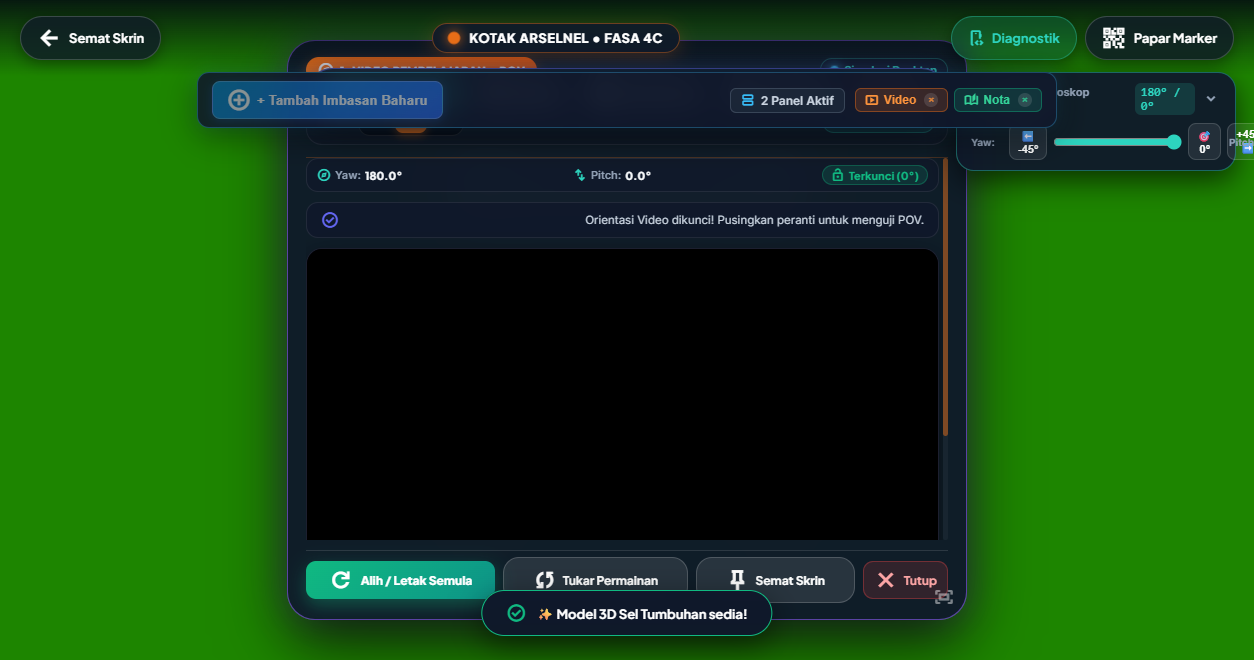 Semat Skrin
KOTAK ARSELNEL ● FASA 4C
Diagnostik
Papar Marker
+ Tambah Imbasan Baharu
2 Panel Aktif
Video ×
Nota ×
oskop
180° /
0°
Yaw:
-45°
0°
+45
Pitch
Yaw: 180.0°
Pitch: 0.0°
Terkunci (0°)
Orientasi Video dikunci! Pusingkan peranti untuk menguji POV.
Alih / Letak Semula
Tukar Permainan
Semat Skrin
Tutup
✨ Model 3D Sel Tumbuhan sedia!